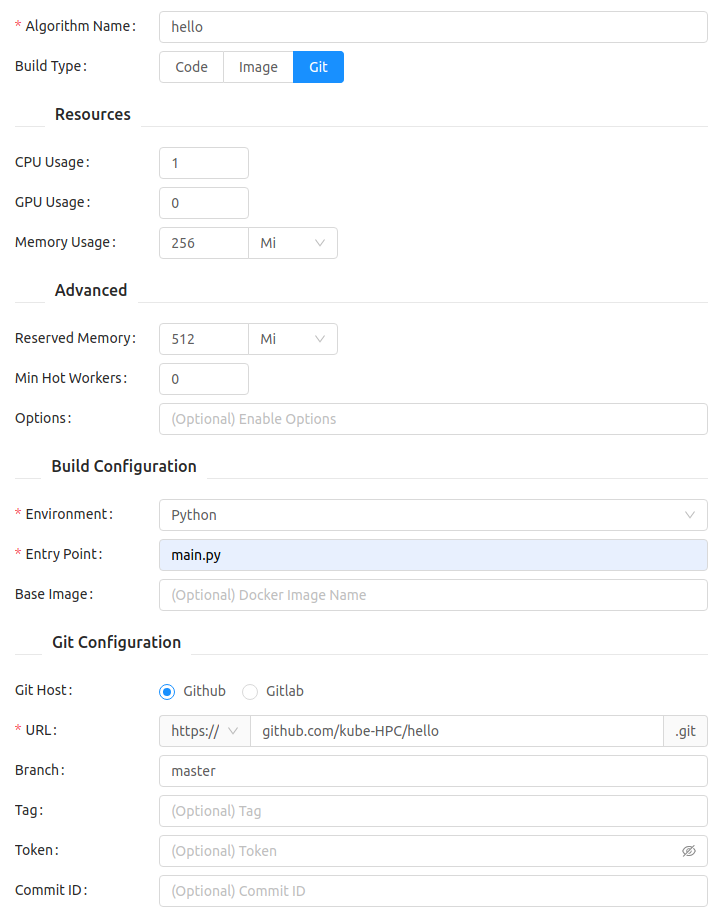 * Algorithm Name: hello
Build Type: Code Image Git
Resources
CPU Usage: 1
GPU Usage: 0
Memory Usage: 256 Mi
Advanced
Reserved Memory: 512 Mi
Min Hot Workers: 0
Options: (Optional) Enable Options
Build Configuration
* Environment: Python
* Entry Point: main.py
Base Image: (Optional) Docker Image Name
Git Configuration
Git Host: Github Gitlab
* URL: https:// github.com/kube-HPC/hello .git
Branch: master
Tag: (Optional) Tag
Token: (Optional) Token
Commit ID: (Optional) Commit ID